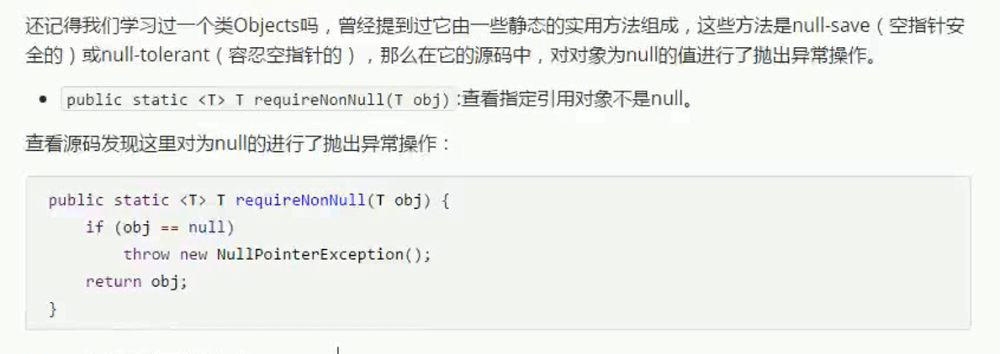 还记得我们学习过一个类Objects吗，曾经提到过它由一些静态的实用方法组成，这些方法是null-save（空指针安
全的）或null-tolerant（容忍空指针的），那么在它的源码中，对对象为null的值进行了抛出异常操作。
• public static <T> T requireNonNull(T obj) :查看指定引用对象不是null。
查看源码发现这里对为null的进行了抛出异常操作：
public static <T> T requireNonNull(T obj) {
if (obj == null)
throw new NullPointerException();
return obj;
}